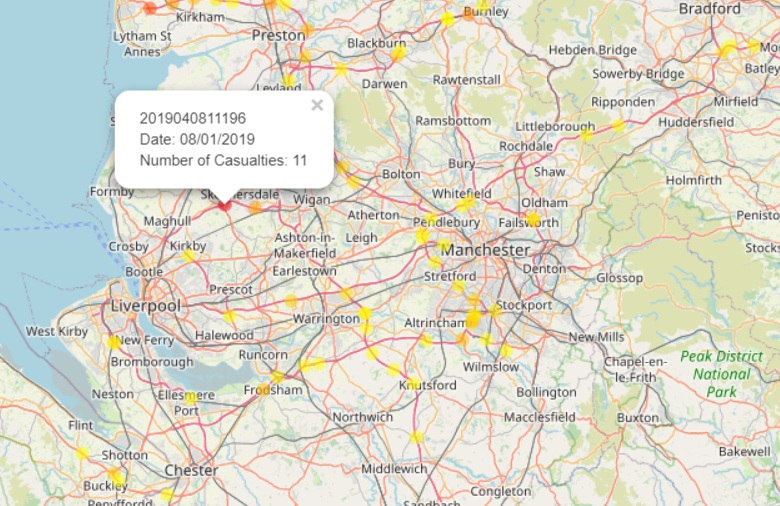 Bradford
Kirkham
Burnley
Lytham St
Annes
Preston
Blackburn
Hebden Bridge
Batley
Sowerby Bridge
Darwen
Rawtenstall
Leyland
Ripponden
Mirfield
×
2019040811196
Date: 08/01/2019
Number of Casualties: 11
Ramsbottom
Littleborough
Huddersfield
Rochdale
Bury
Shaw
Bolton
Holmfirth
Formby
Wigan
Whitefield
Oldham
Atherton
Pendlebury
Failsworth
Maghull
Leigh
Ashton-in-
Makerfield
Crosby
Kirkby
Manchester
Earlestown
Denton
Bootle
Stretford
Glossop
Prescot
Liverpool
Stockport
Warrington
Altrincham
West Kirby
Halewood
New Ferry
New Mills
Runcorn
Bromborough
Chapel-en-
le-Frith
Peak District
National
Park
Wilmslow
Neston
Frodsham
Knutsford
Bollington
Ellesmere
Port
Northwich
Macclesfield
Buxton
Flint
Shotton
Bakewell
Chester
Middlewich
Buckley
Congleton
Sandbach